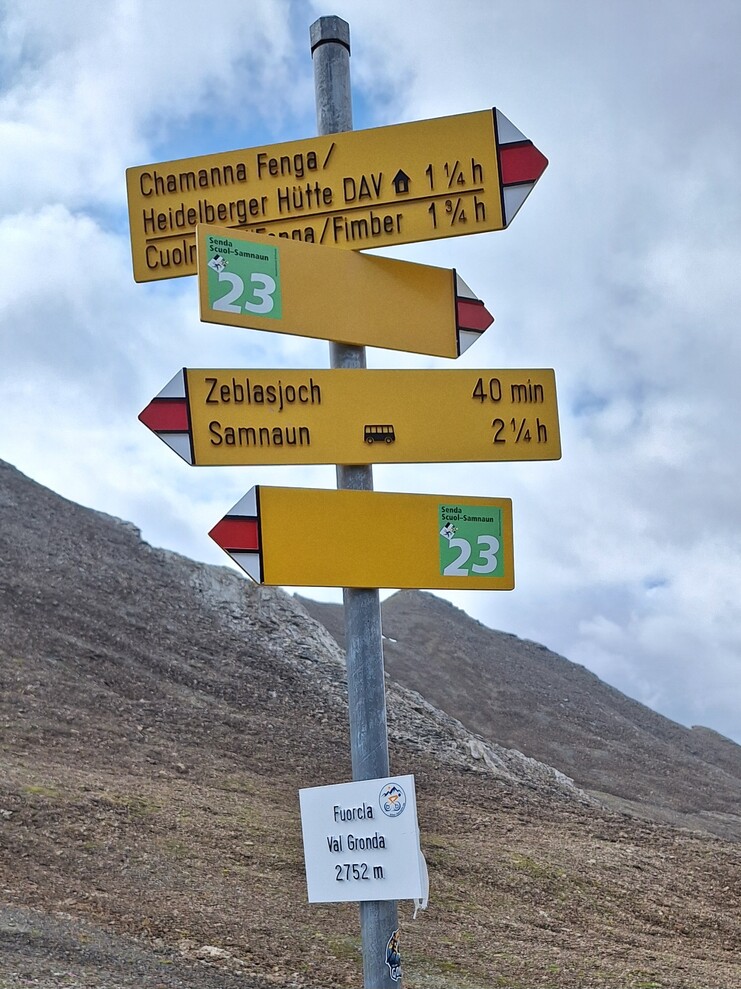 Chamanna Fenga/
Heidelberger Hütte DAV 1 ¼ h
/Fimber 1 ¾ h
Senda
Scuol-Samnaun
23
Zeblasjoch 40 min
Samnaun 2 ¼ h
Senda
Scuol-Samnaun
23
Fuorcla
Val Gronda
2752 m